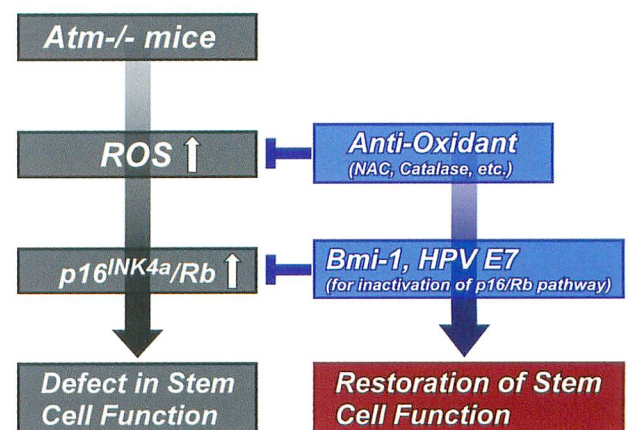 Atm-/- mice
ROS ↑
p16INK4a/Rb ↑
Defect in Stem
Cell Function
Anti-Oxidant
(NAC, Catalase, etc.)
Bmi-1, HPV E7
(for inactivation of p16/Rb pathway)
Restoration of Stem
Cell Function